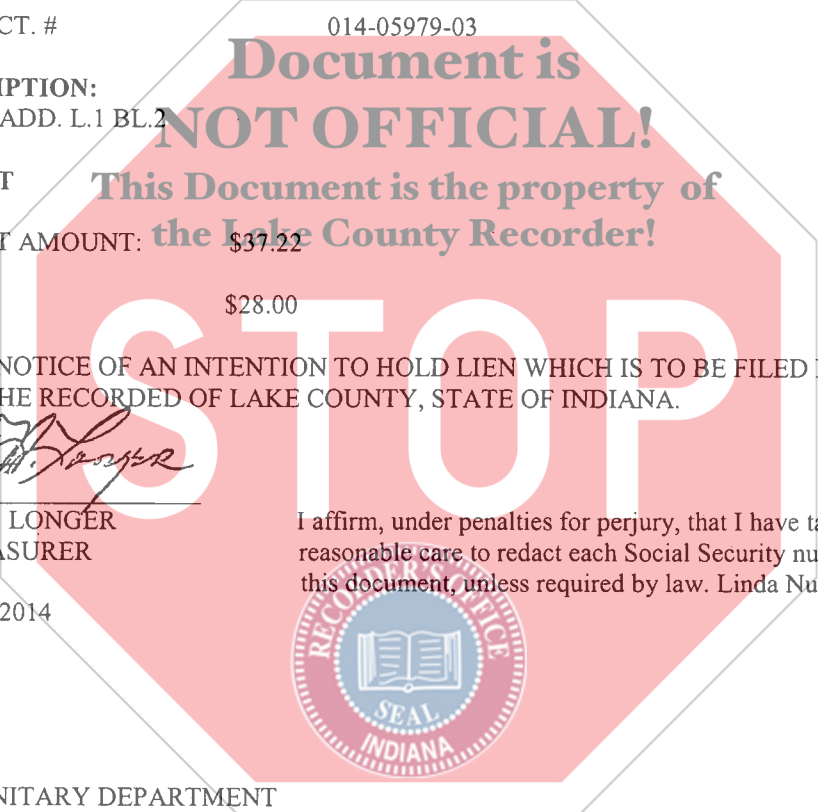 CT. # 014-05979-03
Document is
IPTION:
ADD. L.1 BL.2
NOT OFFICIAL!
T
This Document is the property of
T AMOUNT: $37.22
the Lake County Recorder!
$28.00
STOP
NOTICE OF AN INTENTION TO HOLD LIEN WHICH IS TO BE FILED
HE RECORDED OF LAKE COUNTY, STATE OF INDIANA.
LONGER
ASURER
I affirm, under penalties for perjury, that I have ta
reasonable care to redact each Social Security nu
this document, unless required by law. Linda Nu
2014
RECORDER'S OFFICE
SEAL
INDIANA
NITARY DEPARTMENT